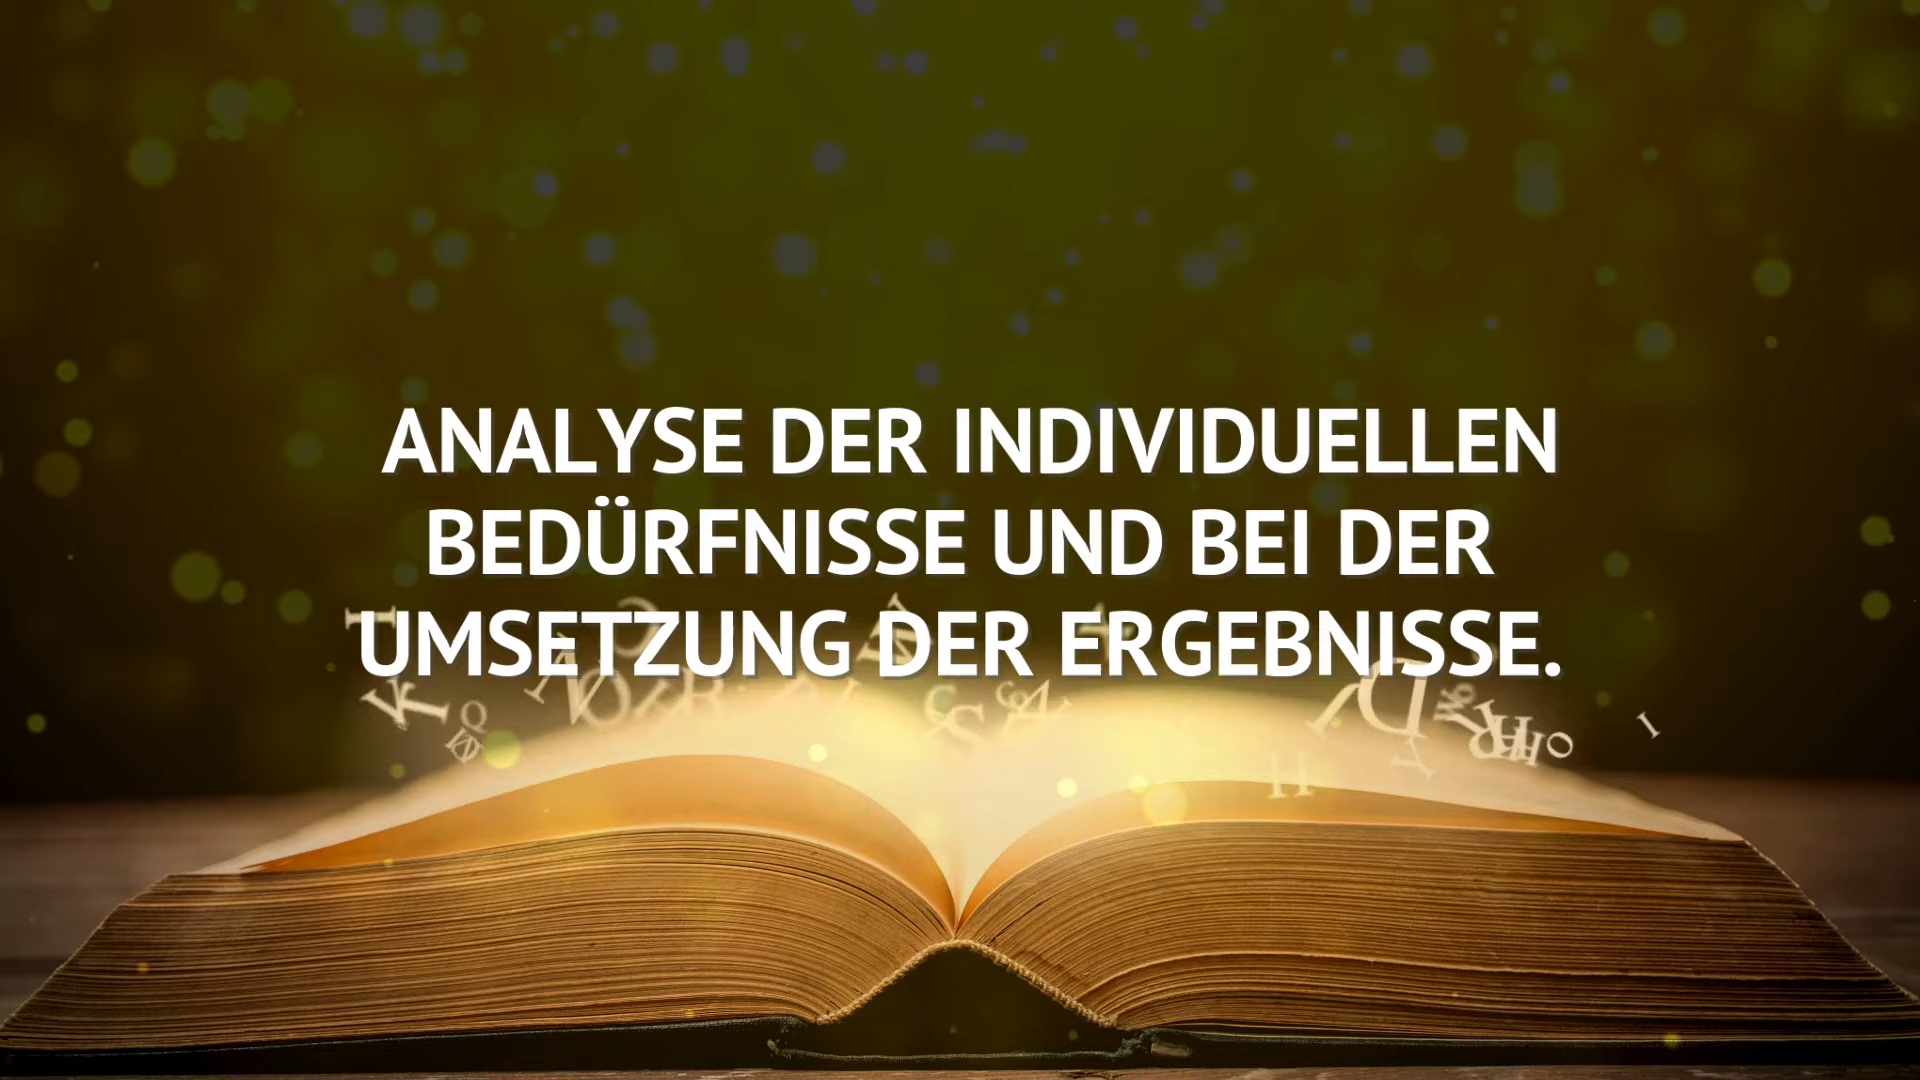 ANALYSE DER INDIVIDUELLEN
BEDÜRFNISSE UND BEI DER
UMSETZUNG DER ERGEBNISSE.